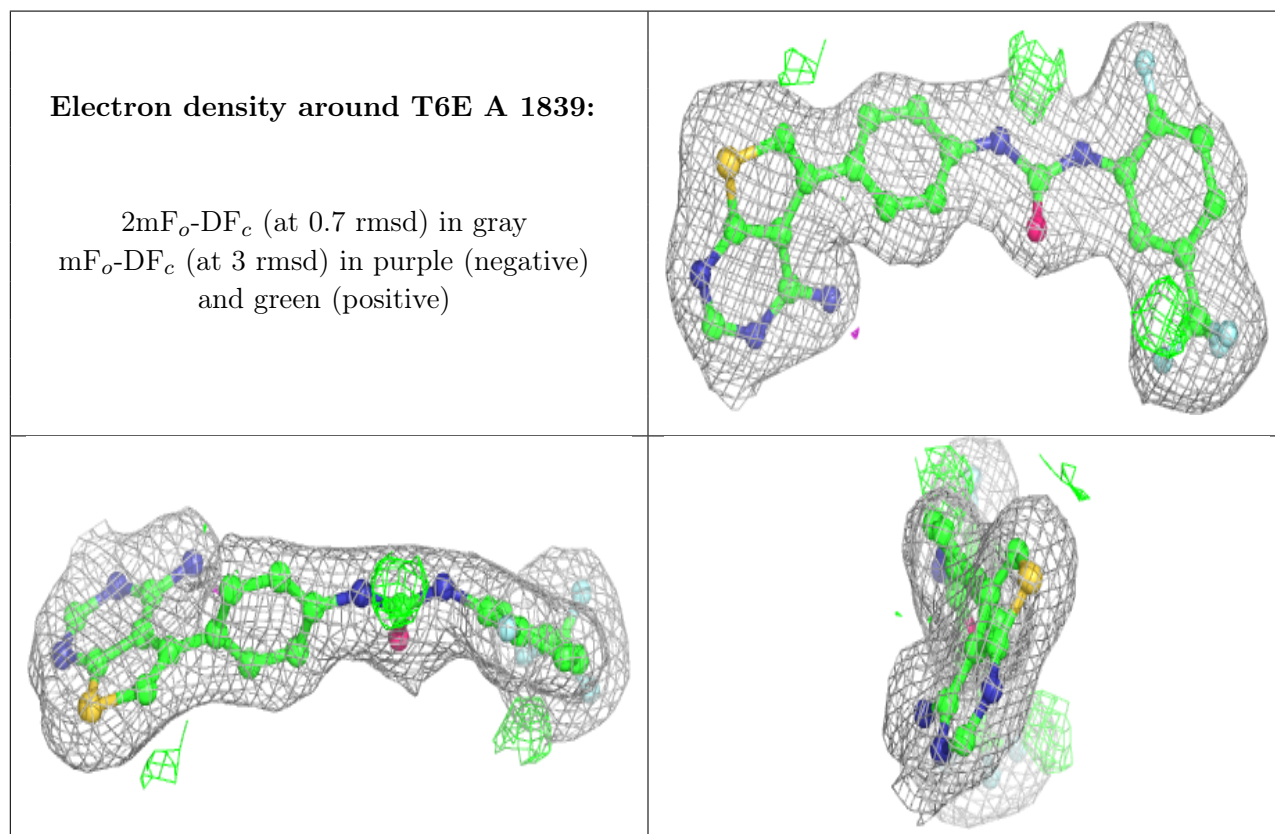 Electron density around T6E A 1839:
2mFo-DFc (at 0.7 rmsd) in gray
mFo-DFc (at 3 rmsd) in purple (negative)
and green (positive)